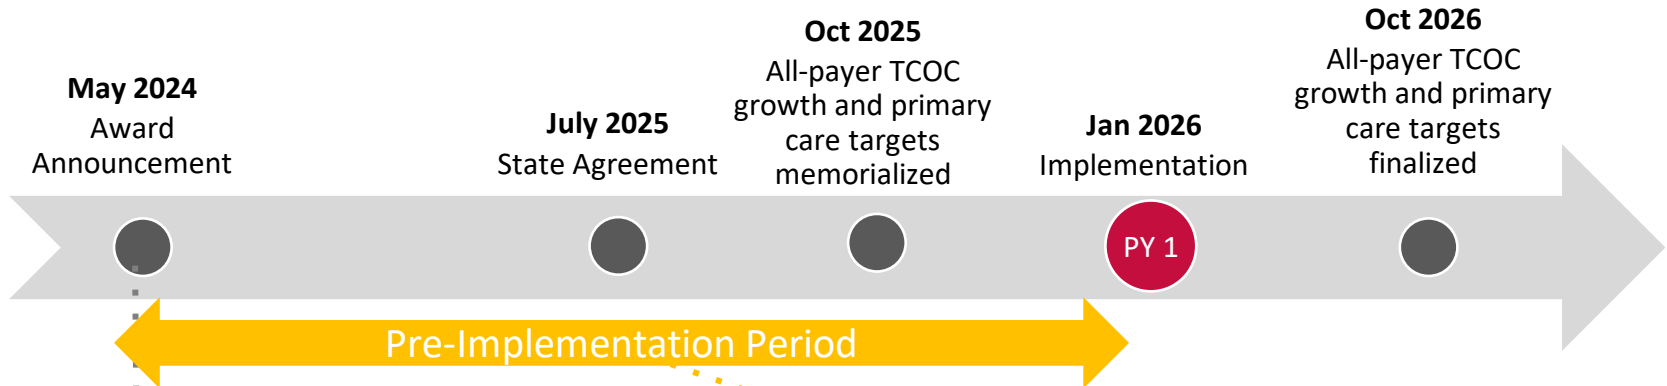 May 2024
Award
Announcement
July 2025
State Agreement
Oct 2025
All-payer TCOC
growth and primary
care targets
memorialized
Jan 2026
Implementation
Oct 2026
All-payer TCOC
growth and primary
care targets
finalized
PY 1
Pre-Implementation Period